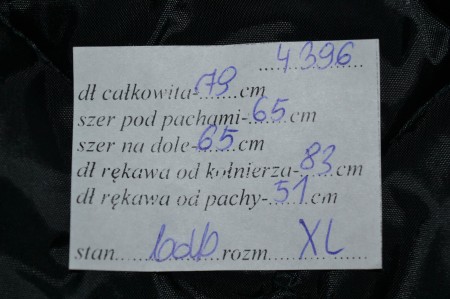 4396
dł całkowita-79 cm
szer pod pachami-65 cm
szer na dole-65 cm
dł rękawa od kołnierza-83 cm
dł rękawa od pachy-51 cm
stan bdb rozm XL